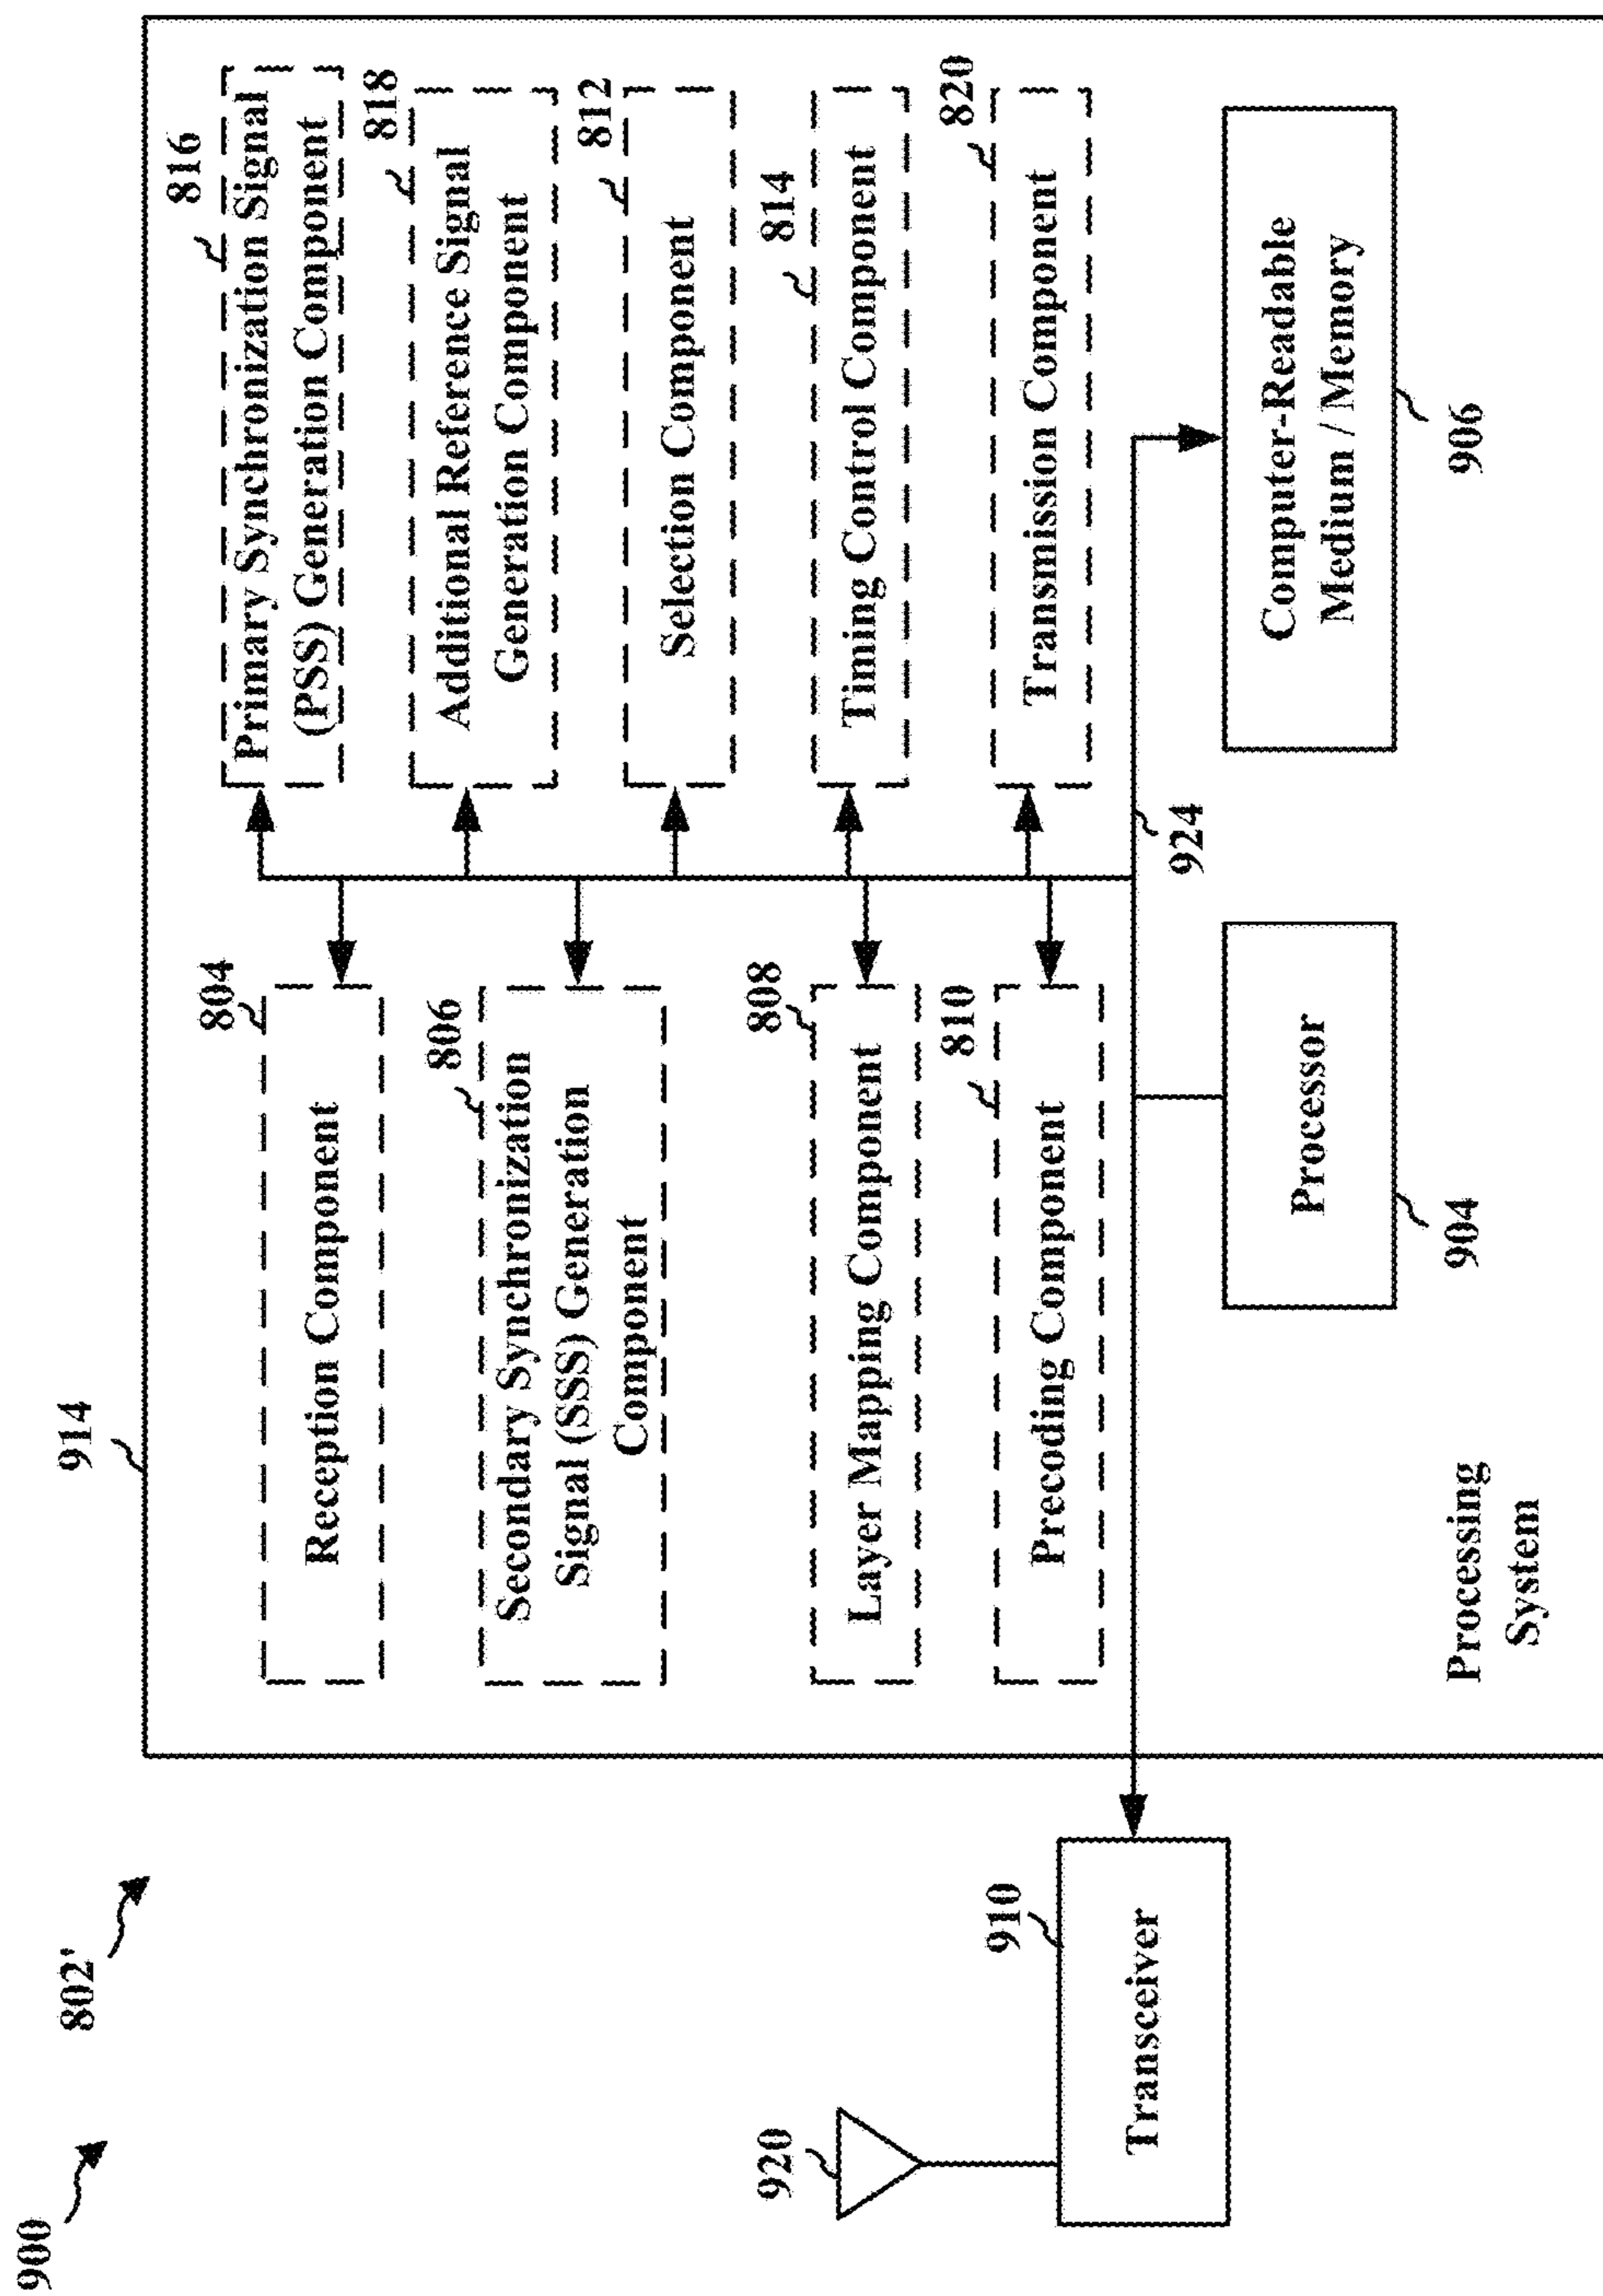 900
802'
914
804
Reception Component
816
Primary Synchronization Signal
(PSS) Generation Component
806
Secondary Synchronization
Signal (SSS) Generation
Component
818
Additional Reference Signal
Generation Component
812
Selection Component
808
Layer Mapping Component
814
Timing Control Component
810
Precoding Component
820
Transmission Component
920
910
Transceiver
924
Processor
904
Computer-Readable
Medium / Memory
906
Processing
System